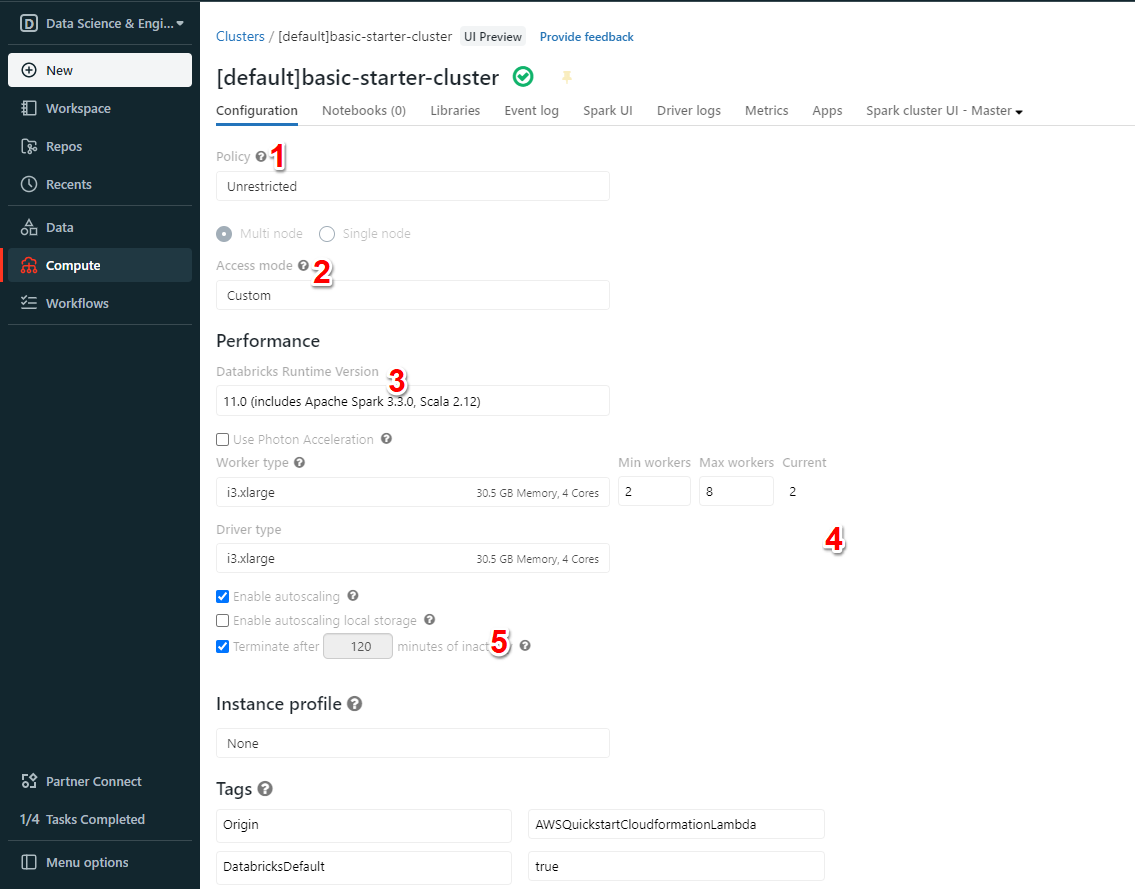 Data Science & Engi...
New
Workspace
Repos
Recents
Data
Compute
Workflows
Partner Connect
1/4 Tasks Completed
Menu options
Clusters / [default]basic-starter-cluster UI Preview Provide feedback
[default]basic-starter-cluster
Configuration Notebooks (0) Libraries Event log Spark UI Driver logs Metrics Apps Spark cluster UI - Master
Policy ? 1
Unrestricted
Multi node Single node
Access mode ? 2
Custom
Performance
Databricks Runtime Version 3
11.0 (includes Apache Spark 3.3.0, Scala 2.12)
Use Photon Acceleration ?
Worker type ? Min workers Max workers Current
i3.xlarge 30.5 GB Memory, 4 Cores 2 8 2
Driver type 4
i3.xlarge 30.5 GB Memory, 4 Cores
Enable autoscaling ?
Enable autoscaling local storage ?
Terminate after 120 minutes of 5 ?
Instance profile ?
None
Tags ?
Origin AWSQuickstartCloudformationLambda
DatabricksDefault true